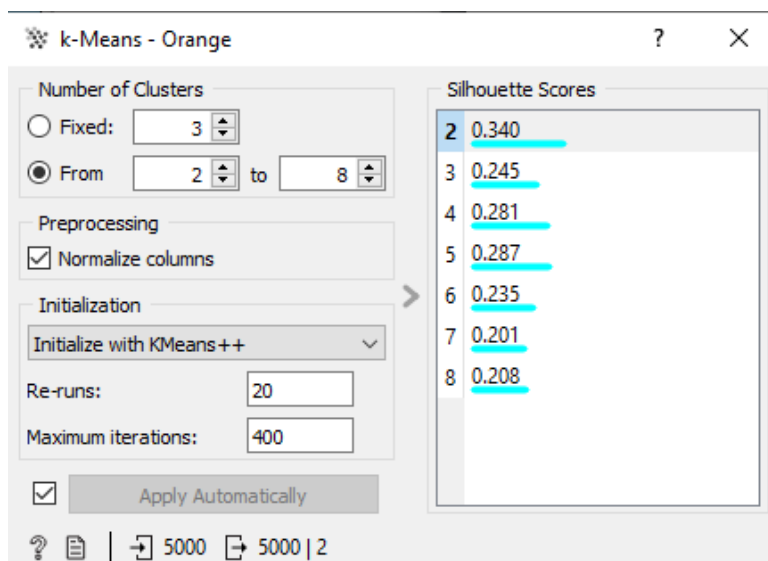 k-Means - Orange ? ×
Number of Clusters
Fixed: 3
From 2 to 8
Preprocessing
Normalize columns
Initialization
Initialize with KMeans++
Re-runs: 20
Maximum iterations: 400
Apply Automatically
? 5000 5000 | 2
Silhouette Scores
2 0.340
3 0.245
4 0.281
5 0.287
6 0.235
7 0.201
8 0.208